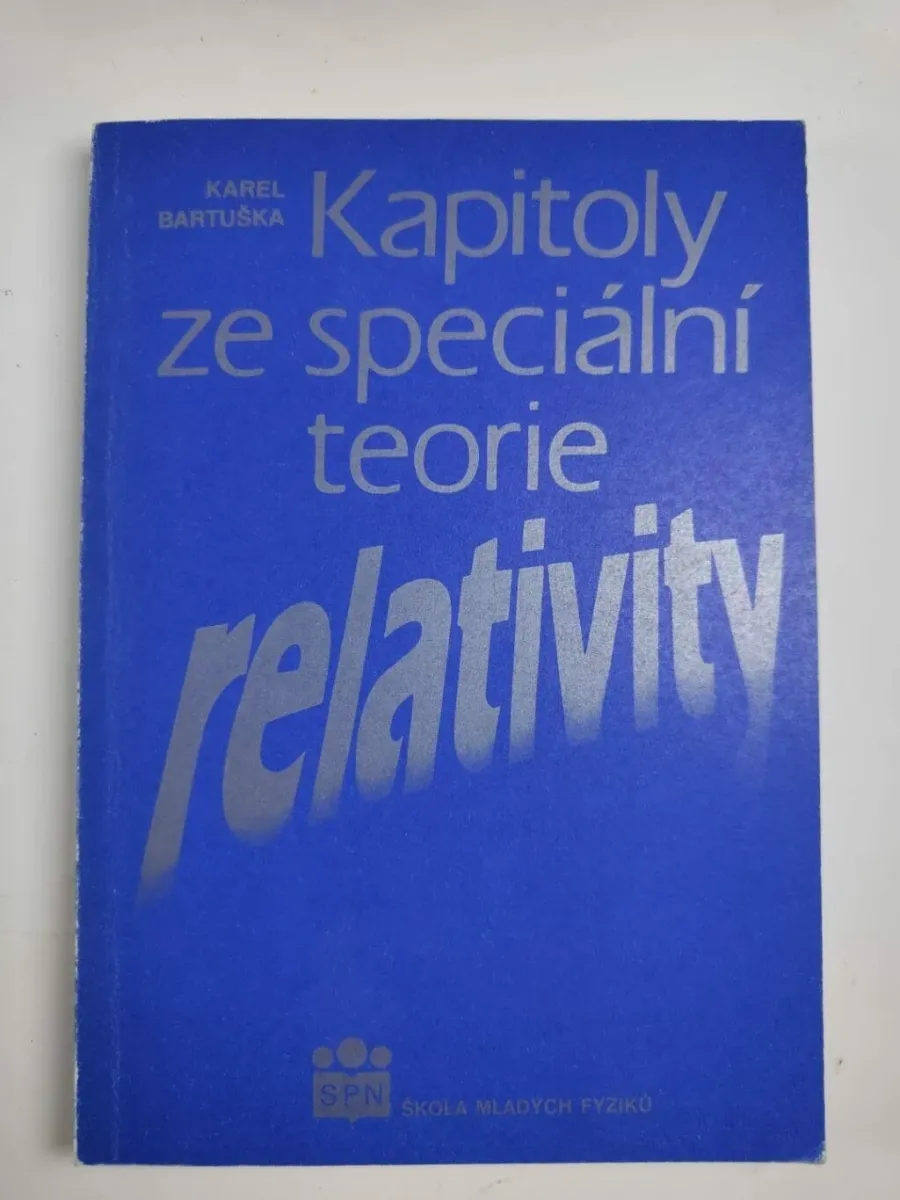 KAREL
BARTUŠKA
Kapitoly
ze speciální
teorie
relativity
SPN
ŠKOLA MLADÝCH FYZIKŮ